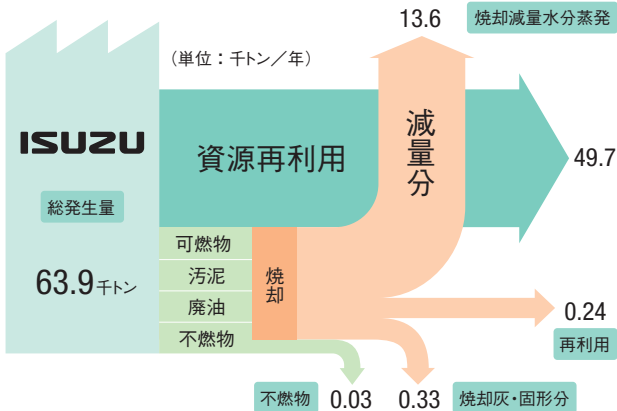 13.6
焼却減量水分蒸発
(単位：千トン／年)
ISUZU
資源再利用
減量分
49.7
総発生量
63.9千トン
可燃物
汚泥
廃油
不燃物
焼却
0.24
再利用
不燃物
0.03
0.33
焼却灰・固形分